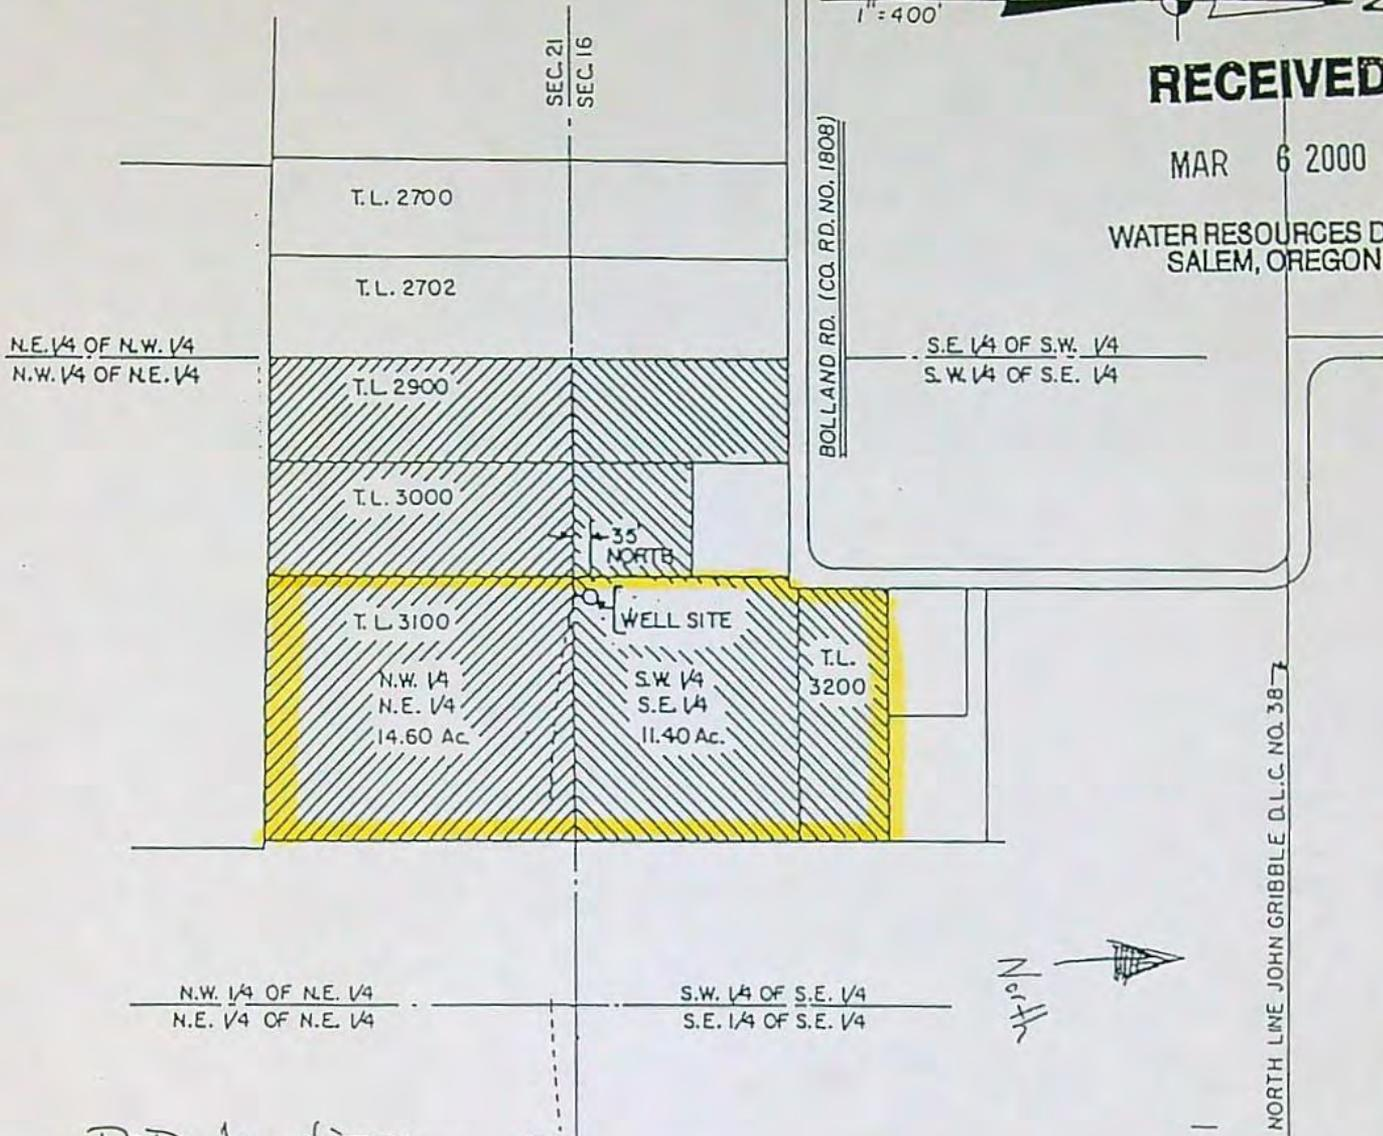 1"=400'
SEC. 21
SEC. 16
RECEIVED
MAR 6 2000
WATER RESOURCES D
SALEM, OREGON
T.L. 2700
T.L. 2702
BOLLAND RD. (CO. RD. NO. 1808)
N.E. 1/4 OF N.W. 1/4
N.W. 1/4 OF N.E. 1/4
S.E. 1/4 OF S.W. 1/4
S.W. 1/4 OF S.E. 1/4
T.L. 2900
T.L. 3000
35'
NORTH
WELL SITE
T.L. 3100
N.W. 1/4
N.E. 1/4
14.60 Ac.
S.W. 1/4
S.E. 1/4
11.40 Ac.
T.L.
3200
NORTH LINE JOHN GRIBBLE D.L.C. NO. 38
North
N.W. 1/4 OF N.E. 1/4
N.E. 1/4 OF N.E. 1/4
S.W. 1/4 OF S.E. 1/4
S.E. 1/4 OF S.E. 1/4